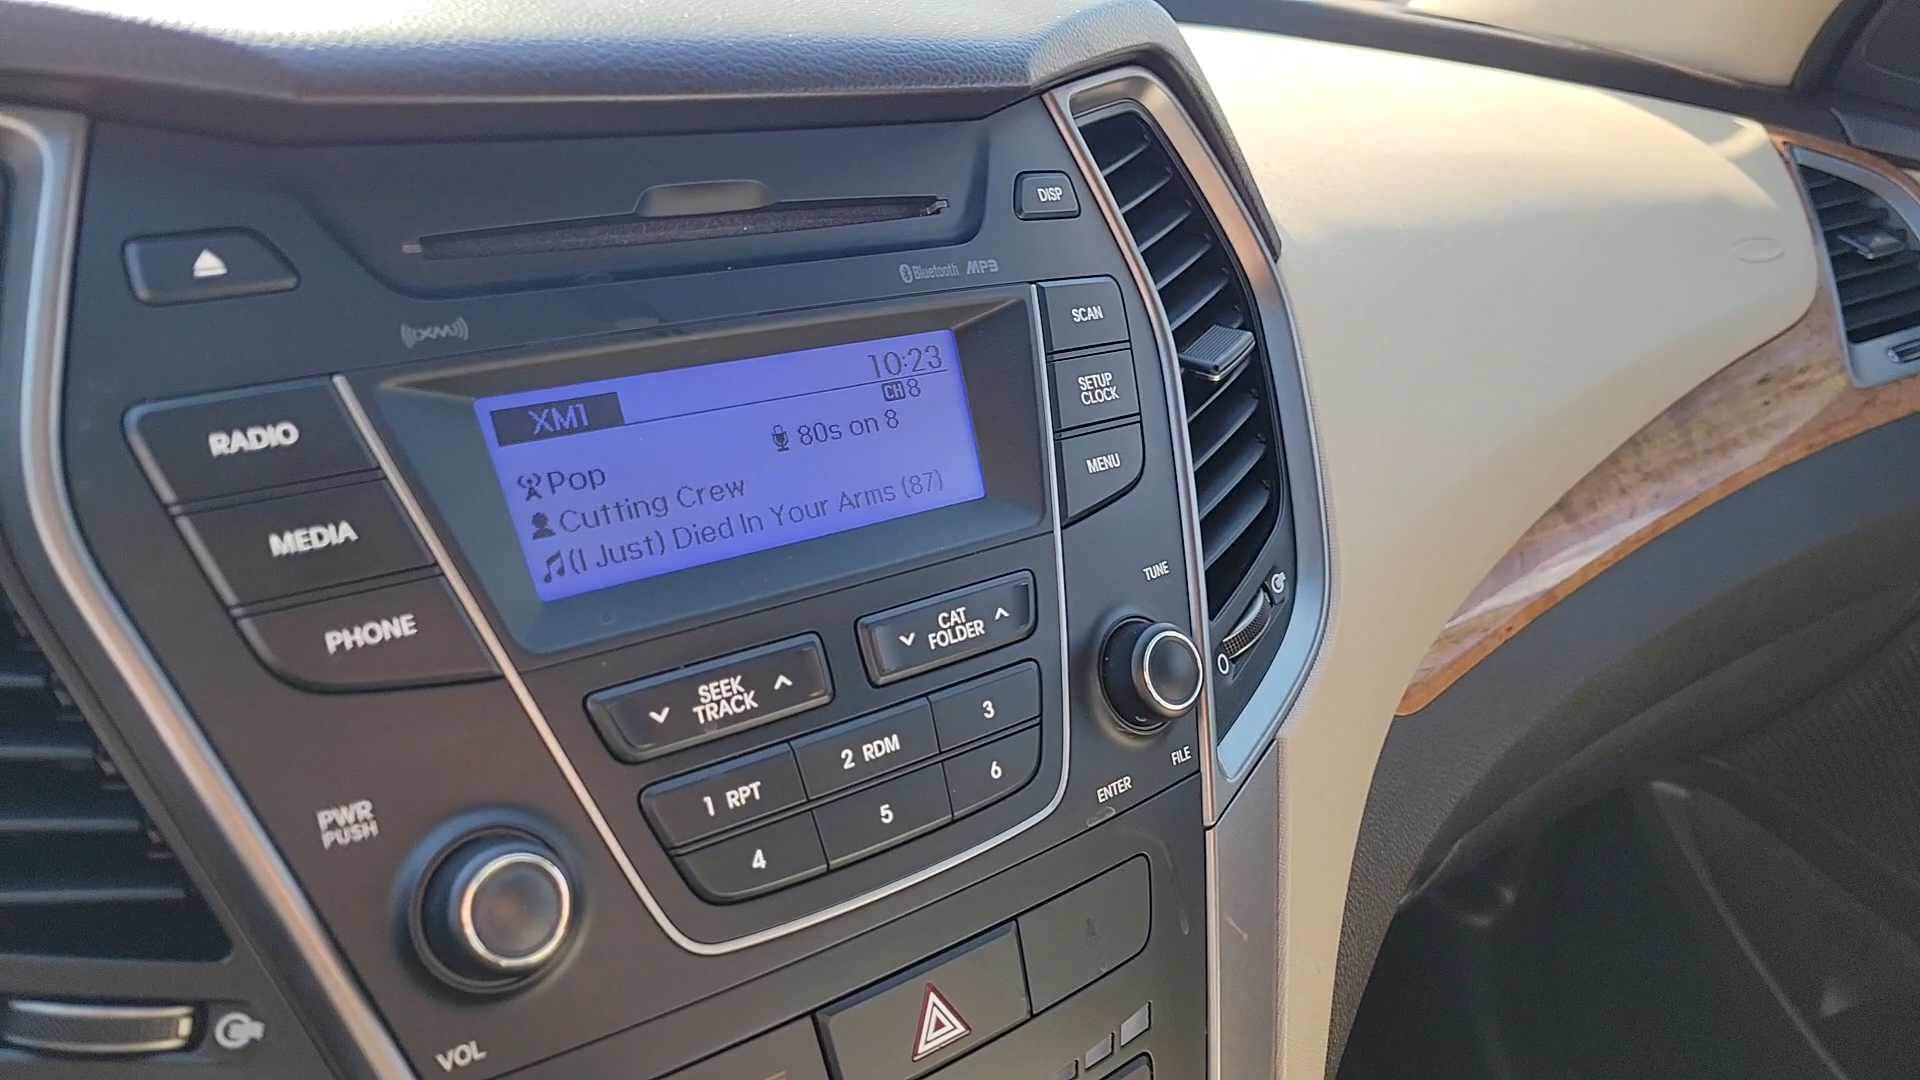 DISP
Bluetooth MP3
((XM))
SCAN
10:23
XM1
CH 8
SETUP
CLOCK
RADIO
80s on 8
MENU
Pop
Cutting Crew
MEDIA
(I Just) Died In Your Arms (87)
TUNE
PHONE
CAT
FOLDER
SEEK
TRACK
3
2 RDM
1 RPT
6
FILE
ENTER
5
4
PWR
PUSH
VOL
0